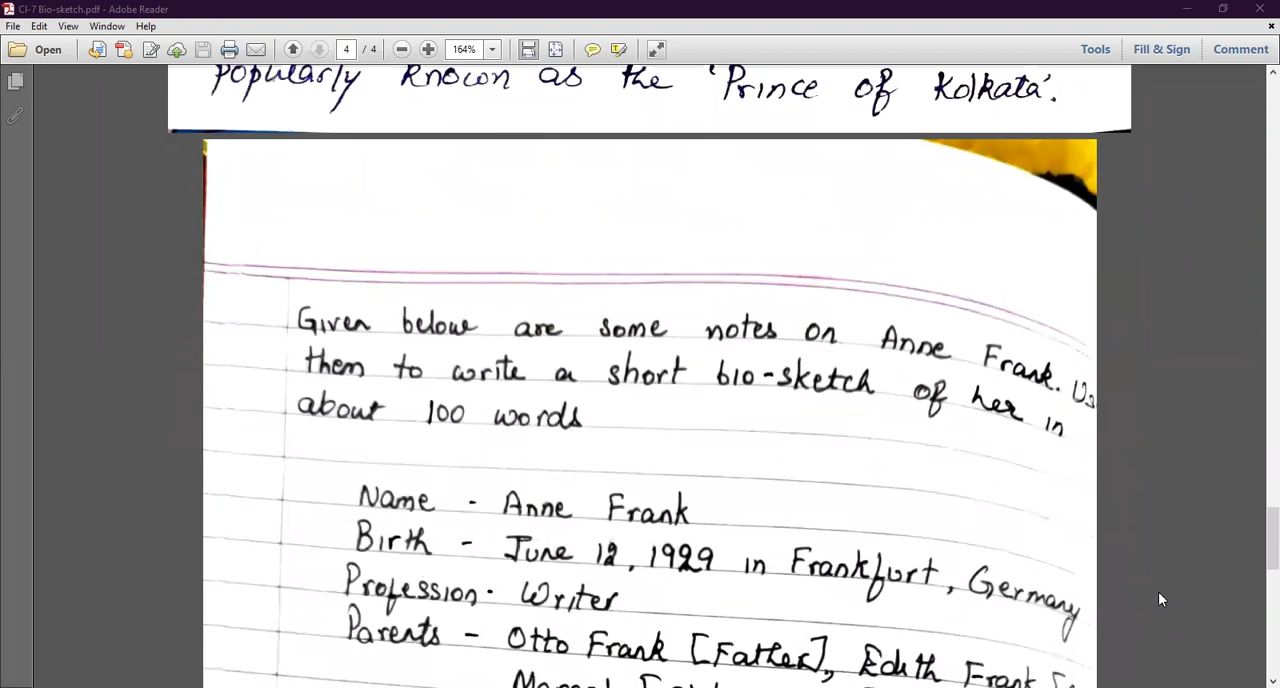 CI-7 Bio-sketch.pdf - Adobe Reader
File Edit View Window Help
Open 4 / 4 164% Tools Fill & Sign Comment
Popularly known as the 'Prince of Kolkata'.
Given below are some notes on Anne Frank. Us
them to write a short bio-sketch of her in
about 100 words
Name - Anne Frank
Birth - June 12, 1929 in Frankfurt, Germany
Profession - Writer
Parents - Otto Frank [Father], Edith Frank